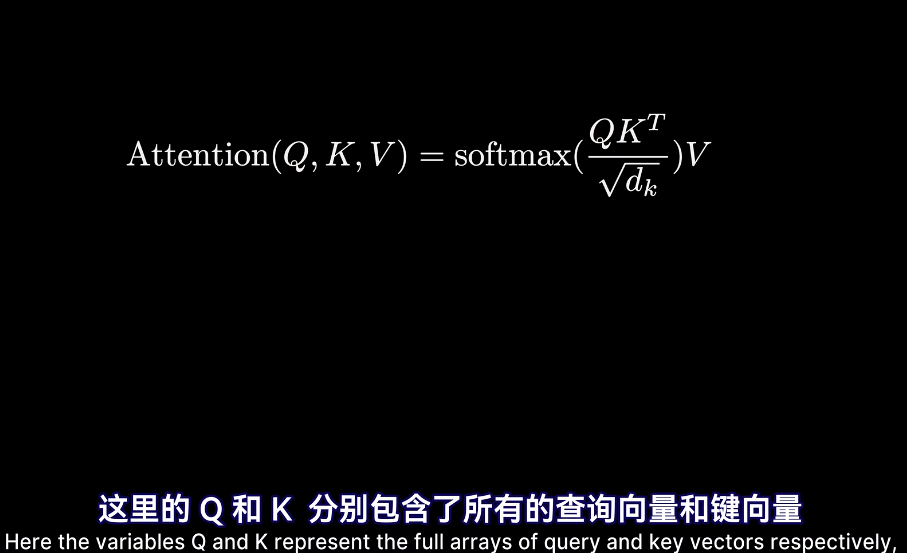 Attention(Q, K, V) = softmax(\frac{QK^T}{\sqrt{d_k}})V
这里的 Q 和 K 分别包含了所有的查询向量和键向量
Here the variables Q and K represent the full arrays of query and key vectors respectively,